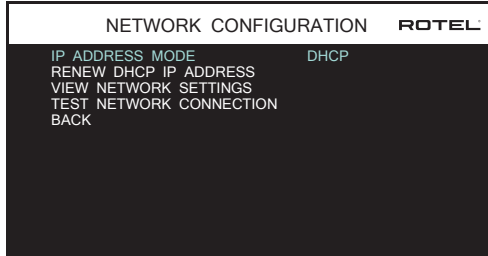 NETWORK CONFIGURATION ROTEL
IP ADDRESS MODE DHCP
RENEW DHCP IP ADDRESS
VIEW NETWORK SETTINGS
TEST NETWORK CONNECTION
BACK